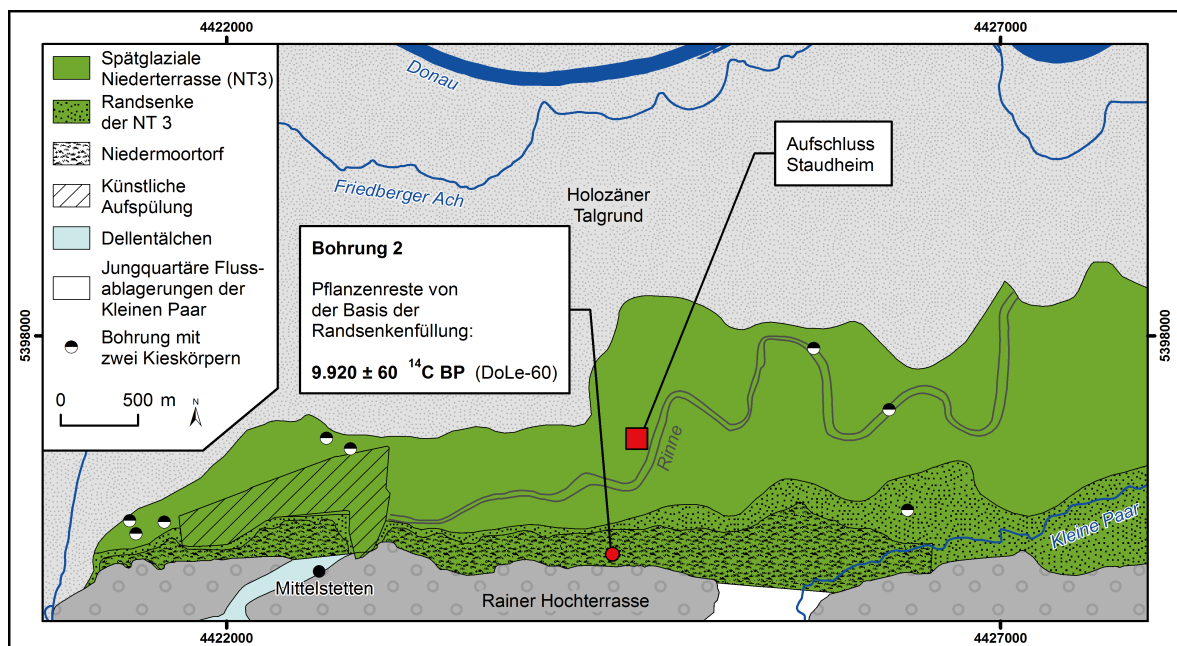 4422000
4427000
Spätglaziale
Niederterrasse (NT3)
Randsenke
der NT 3
Niedermoortorf
Künstliche
Aufspülung
Dellentälchen
Jungquartäre Fluss-
ablagerungen der
Kleinen Paar
Bohrung mit
zwei Kieskörpern
0 500 m
N
Donau
Friedberger Ach
Holozäner
Talgrund
Aufschluss
Staudheim
Bohrung 2
Pflanzenreste von
der Basis der
Randsenkenfüllung:
9.920 ± 60 ¹⁴C BP (DoLe-60)
5398000
5398000
Rinne
Kleine Paar
Mittelstetten
Rainer Hochterrasse
4422000
4427000